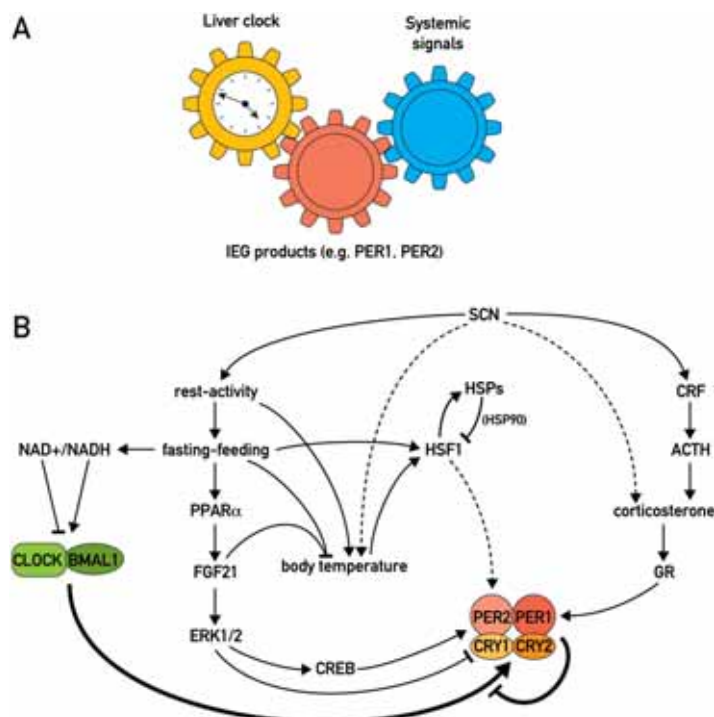 A
Liver clock
Systemic
signals
IEG products (e.g. PER1, PER2)
B
SCN
rest-activity
HSPs
(HSP90)
CRF
NAD+/NADH
fasting-feeding
HSF1
ACTH
PPARα
corticosterone
CLOCK BMAL1
FGF21
body temperature
GR
ERK1/2
PER2 PER1
CREB
CRY1 CRY2